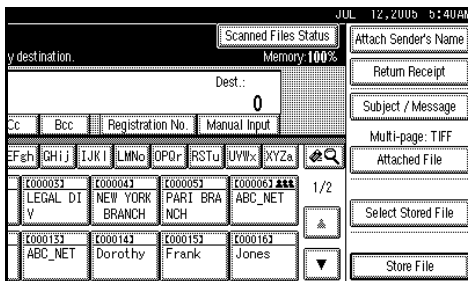 JUL 12,2005 5:40AM
Scanned Files Status
Attach Sender's Name
y destination.
Memory:100%
Return Receipt
Dest.:
0
Subject / Message
Cc
Bcc
Registration No.
Manual Input
Multi-page: TIFF
EFgh
GHij
IJKl
LMNo
OPQr
RSTu
UVWx
XYZa
Attached File
[00003]
LEGAL DI
V
[00004]
NEW YORK
BRANCH
[00005]
PARI BRA
NCH
[00006]
ABC_NET
1/2
Select Stored File
[00013]
ABC_NET
[00014]
Dorothy
[00015]
Frank
[00016]
Jones
Store File